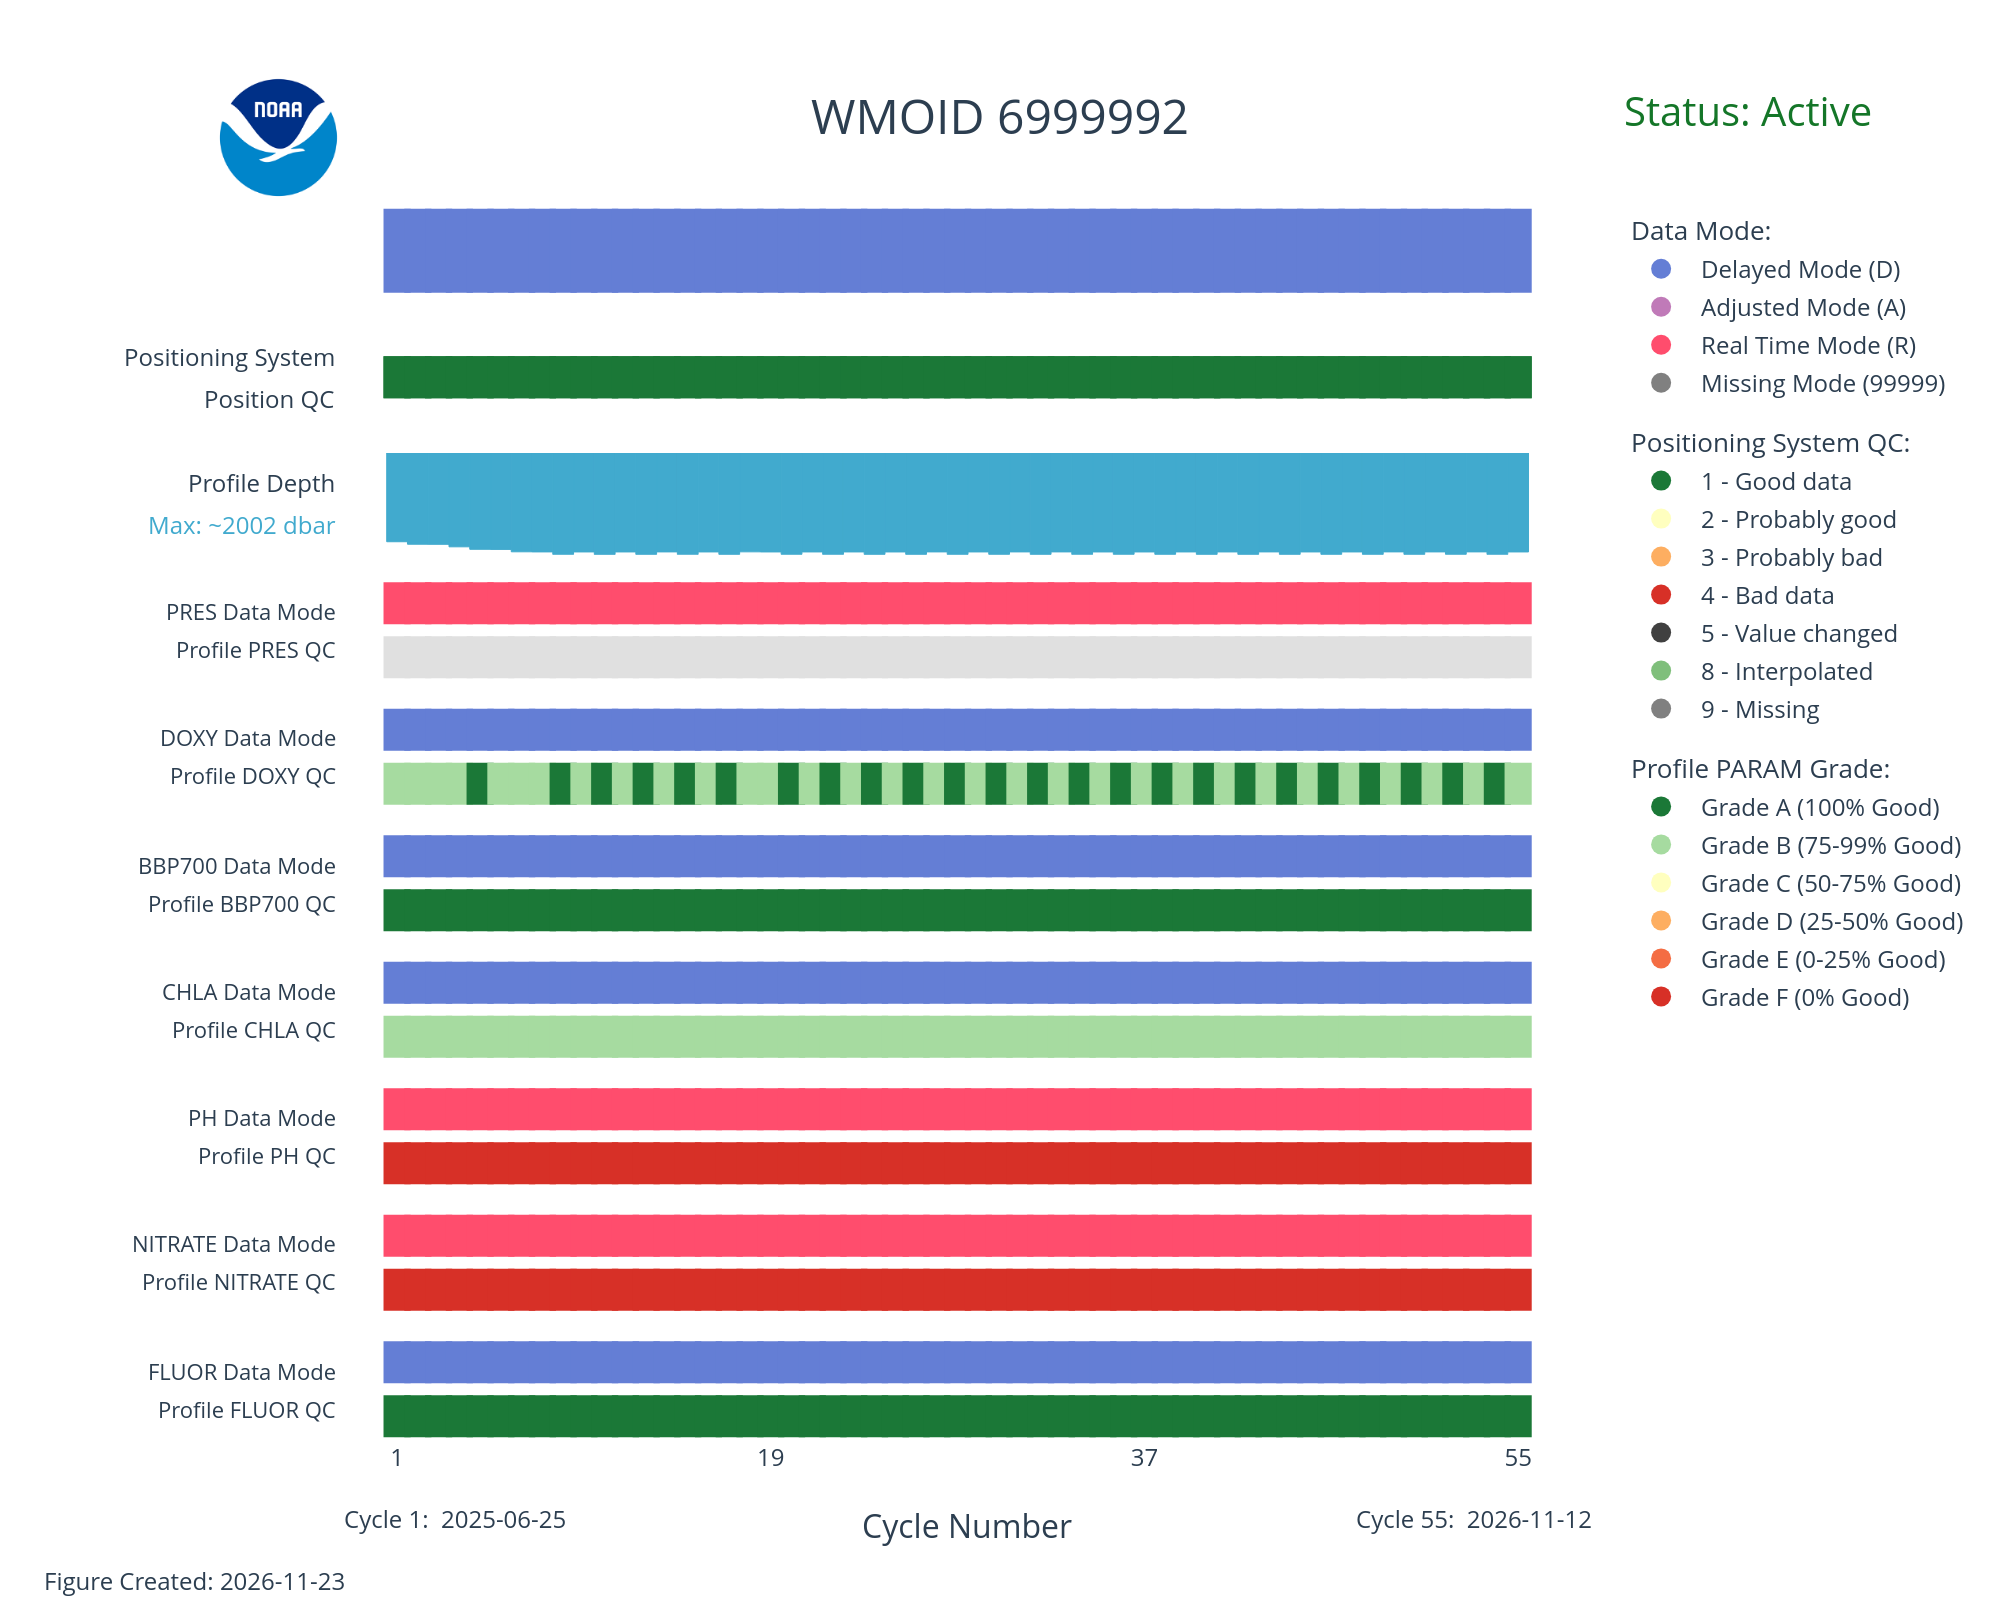 NOAA
WMOID 6999992
Status: Active
Positioning System
Position QC
Profile Depth
Max: ~2002 dbar
PRES Data Mode
Profile PRES QC
DOXY Data Mode
Profile DOXY QC
BBP700 Data Mode
Profile BBP700 QC
CHLA Data Mode
Profile CHLA QC
PH Data Mode
Profile PH QC
NITRATE Data Mode
Profile NITRATE QC
FLUOR Data Mode
Profile FLUOR QC
Data Mode:
Delayed Mode (D)
Adjusted Mode (A)
Real Time Mode (R)
Missing Mode (99999)
Positioning System QC:
1 - Good data
2 - Probably good
3 - Probably bad
4 - Bad data
5 - Value changed
8 - Interpolated
9 - Missing
Profile PARAM Grade:
Grade A (100% Good)
Grade B (75-99% Good)
Grade C (50-75% Good)
Grade D (25-50% Good)
Grade E (0-25% Good)
Grade F (0% Good)
1 19 37 55
Cycle 1: 2025-06-25
Cycle Number
Cycle 55: 2026-11-12
Figure Created: 2026-11-23